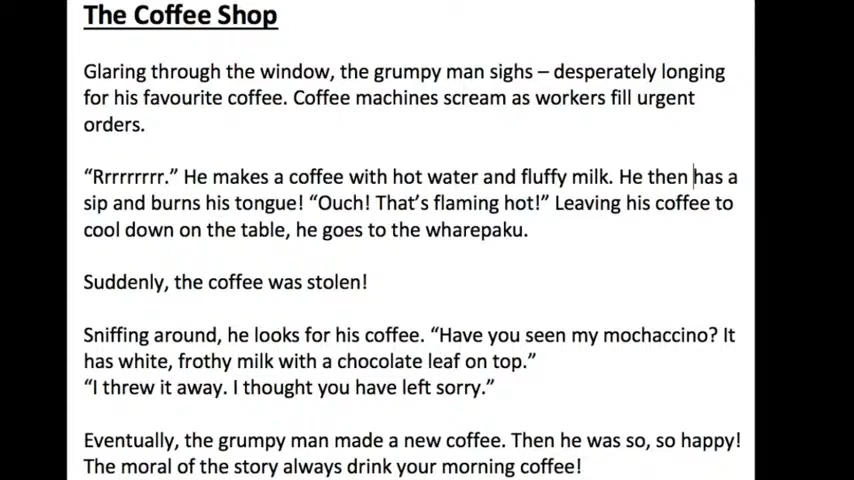 The Coffee Shop
Glaring through the window, the grumpy man sighs – desperately longing
for his favourite coffee. Coffee machines scream as workers fill urgent
orders.
“Rrrrrrrr.” He makes a coffee with hot water and fluffy milk. He then has a
sip and burns his tongue! “Ouch! That’s flaming hot!” Leaving his coffee to
cool down on the table, he goes to the wharepaku.
Suddenly, the coffee was stolen!
Sniffing around, he looks for his coffee. “Have you seen my mochaccino? It
has white, frothy milk with a chocolate leaf on top.”
“I threw it away. I thought you have left sorry.”
Eventually, the grumpy man made a new coffee. Then he was so, so happy!
The moral of the story always drink your morning coffee!